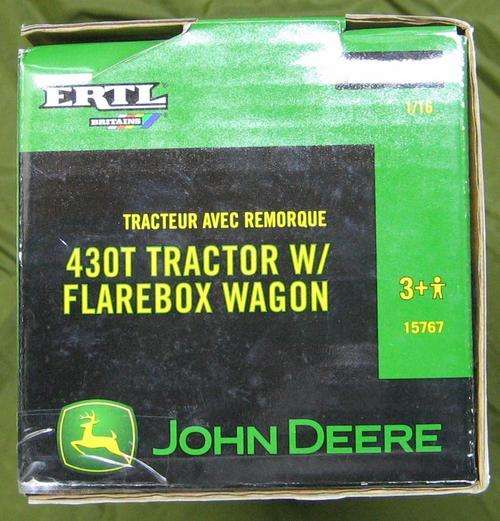 ERTL
BRITAINS
1/16
TRACTEUR AVEC REMORQUE
430T TRACTOR W/
FLAREBOX WAGON
3+
15767
JOHN DEERE